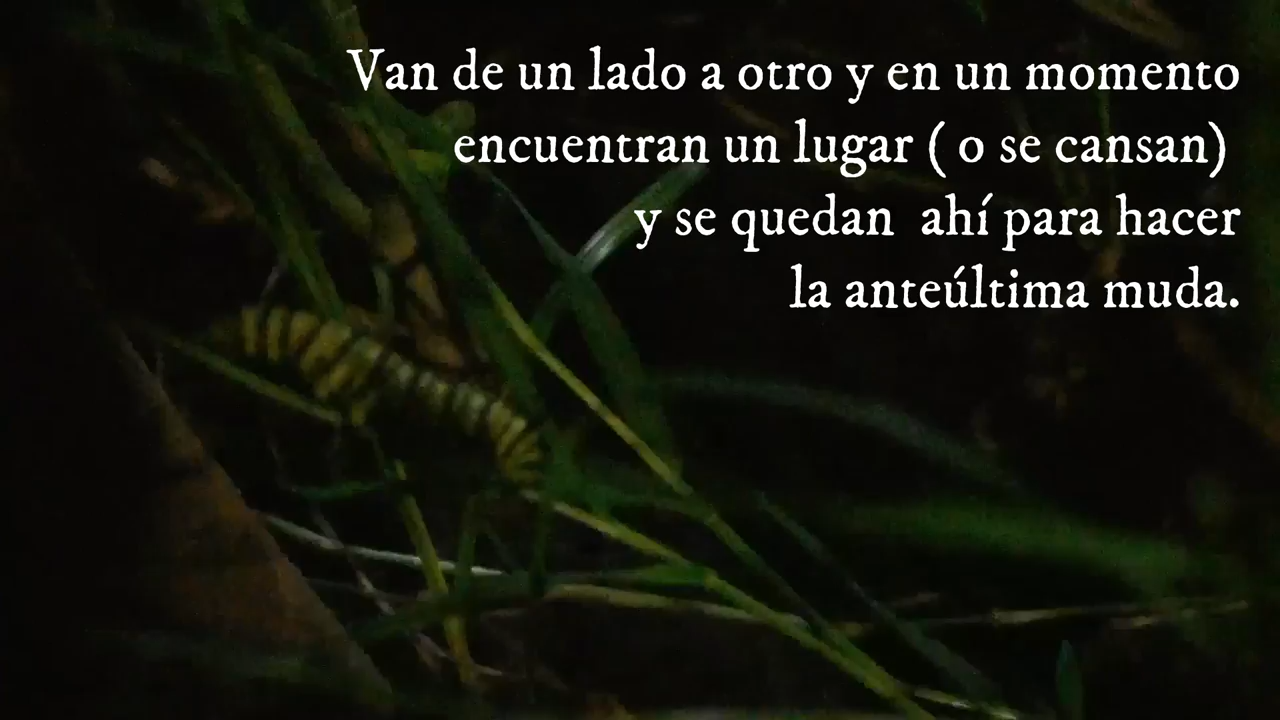 Van de un lado a otro y en un momento
encuentran un lugar ( o se cansan)
y se quedan  ahí para hacer
la anteúltima muda.